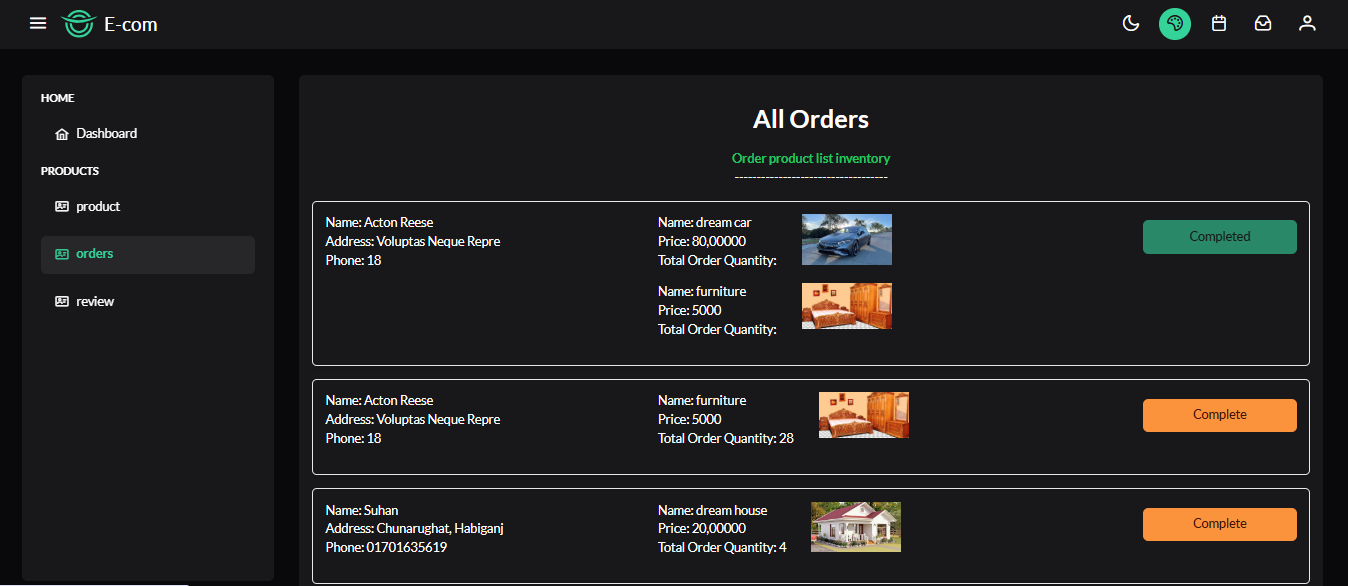 E-com
HOME
Dashboard
PRODUCTS
product
orders
review
All Orders
Order product list inventory
-----------------------------------
Name: Acton Reese
Address: Voluptas Neque Repre
Phone: 18
Name: dream car
Price: 80,00000
Total Order Quantity:
Name: furniture
Price: 5000
Total Order Quantity:
Completed
Name: Acton Reese
Address: Voluptas Neque Repre
Phone: 18
Name: furniture
Price: 5000
Total Order Quantity: 28
Complete
Name: Suhan
Address: Chunarughat, Habiganj
Phone: 01701635619
Name: dream house
Price: 20,00000
Total Order Quantity: 4
Complete